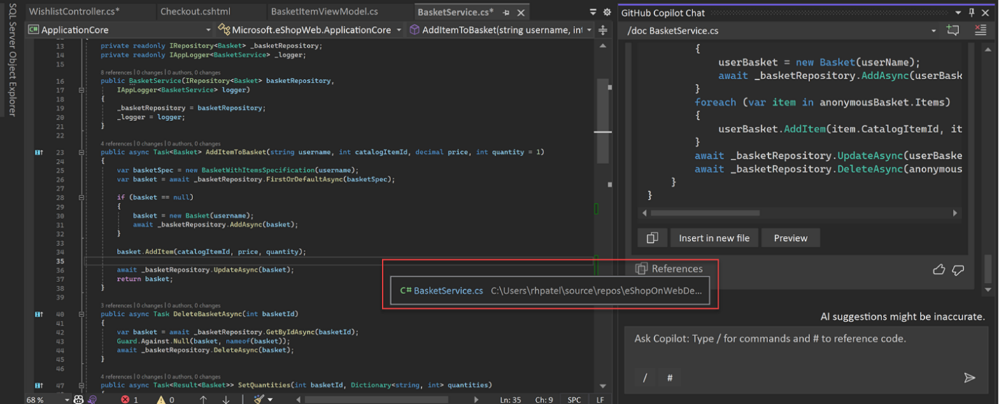 SQL Server Object Explorer
WishlistController.cs*
Checkout.cshtml
BasketItemViewModel.cs
BasketService.cs*
ApplicationCore
Microsoft.eShopWeb.ApplicationCore
AddItemToBasket(string username, int
13 private readonly IRepository<Basket> _basketRepository;
14 private readonly IAppLogger<BasketService> _logger;
15
8 references | 0 changes | 0 authors, 0 changes
16 public BasketService(IRepository<Basket> basketRepository,
17 IAppLogger<BasketService> logger)
18 {
19 _basketRepository = basketRepository;
20 _logger = logger;
21 }
22
4 references | 0 changes | 0 authors, 0 changes
23 public async Task<Basket> AddItemToBasket(string username, int catalogItemId, decimal price, int quantity = 1)
24 {
25 var basketSpec = new BasketWithItemsSpecification(username);
26 var basket = await _basketRepository.FirstOrDefaultAsync(basketSpec);
27
28 if (basket == null)
29 {
30 basket = new Basket(username);
31 await _basketRepository.AddAsync(basket);
32 }
33
34 basket.AddItem(catalogItemId, price, quantity);
35
36 await _basketRepository.UpdateAsync(basket);
37 return basket;
38 }
39
3 references | 0 changes | 0 authors, 0 changes
40 public async Task DeleteBasketAsync(int basketId)
41 {
42 var basket = await _basketRepository.GetByIdAsync(basketId);
43 Guard.Against.Null(basket, nameof(basket));
44 await _basketRepository.DeleteAsync(basket);
45 }
46
4 references | 0 changes | 0 authors, 0 changes
47 public async Task<Result<Basket>> SetQuantities(int basketId, Dictionary<string, int> quantities)
68 %
1
0
Ln: 35 Ch: 9 SPC LF
GitHub Copilot Chat
/doc BasketService.cs
{
userBasket = new Basket(userName);
await _basketRepository.AddAsync(userBask
}
foreach (var item in anonymousBasket.Items)
{
userBasket.AddItem(item.CatalogItemId, it
}
await _basketRepository.UpdateAsync(userBaske
await _basketRepository.DeleteAsync(anonymous
}
}
Insert in new file
Preview
References
C# BasketService.cs C:\Users\rhpatel\source\repos\eShopOnWebDe...
AI suggestions might be inaccurate.
Ask Copilot: Type / for commands and # to reference code.
/ #